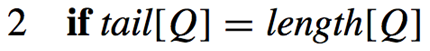 2 if tail[Q] = length[Q]